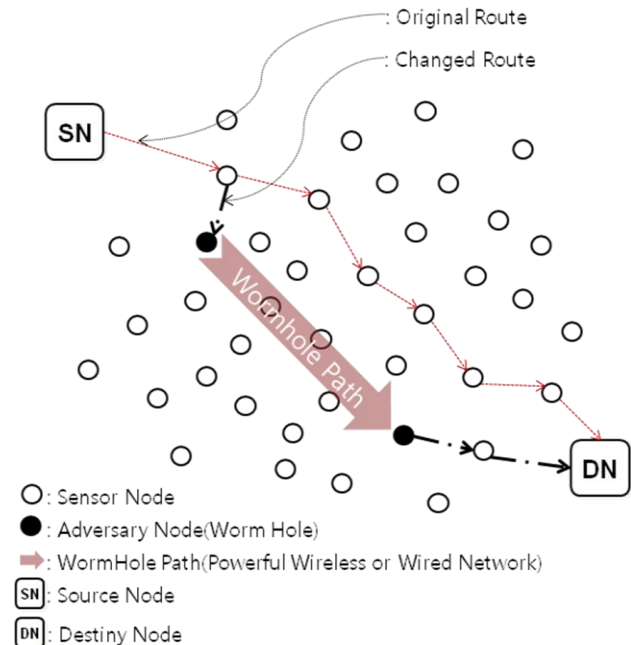 : Original Route
: Changed Route
SN
Wormhole Path
DN
: Sensor Node
: Adversary Node(Worm Hole)
: WormHole Path(Powerful Wireless or Wired Network)
SN : Source Node
DN : Destiny Node